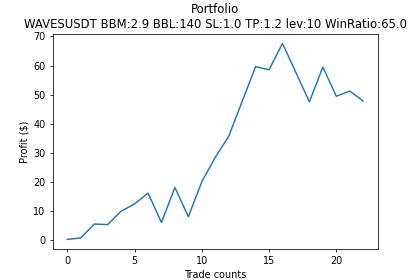 Portfolio
WAVESUSDT BBM:2.9 BBL:140 SL:1.0 TP:1.2 lev:10 WinRatio:65.0
70
60
50
40
30
20
10
0
Profit ($)
0 5 10 15 20
Trade counts